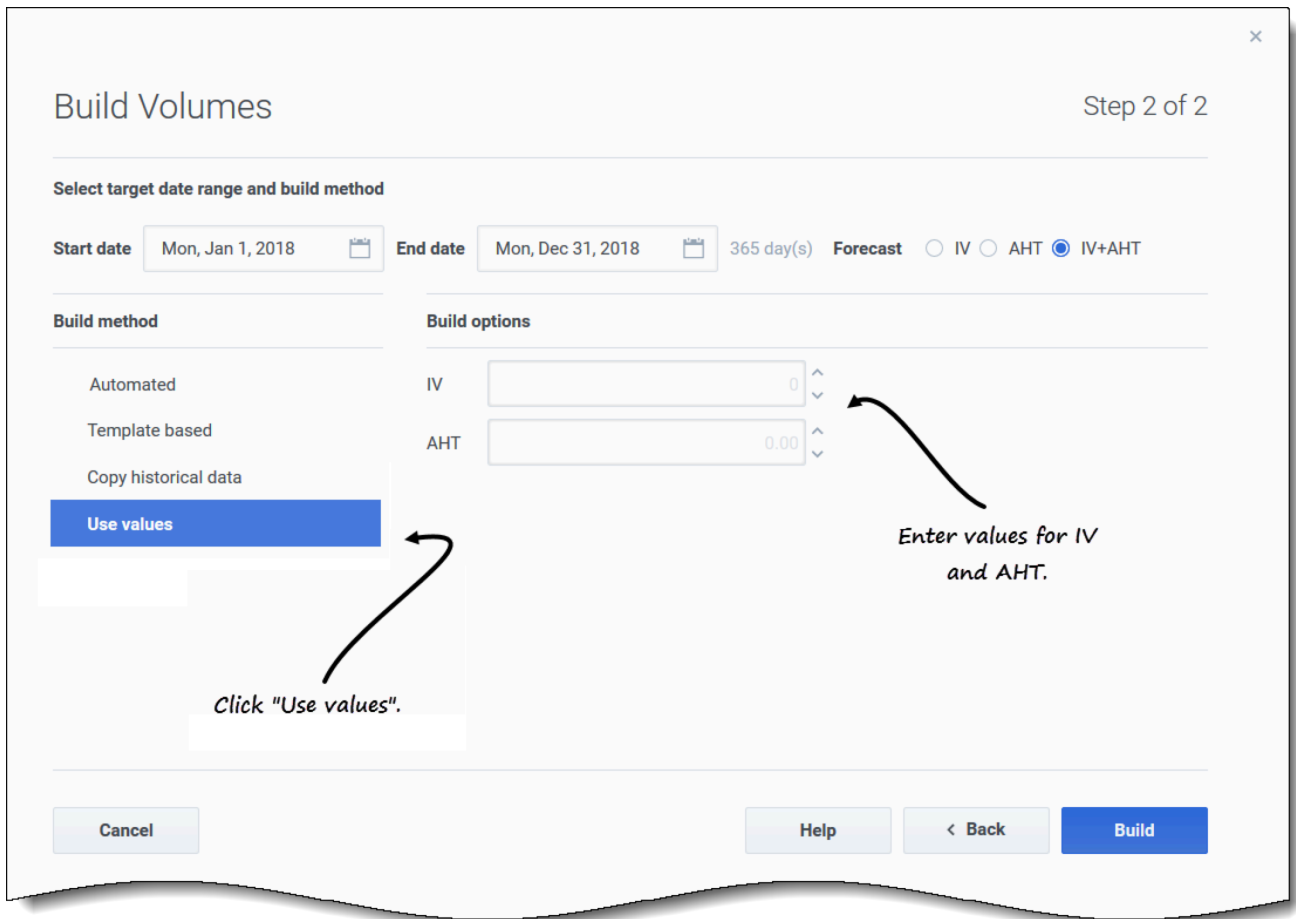 Build Volumes
Step 2 of 2
Select target date range and build method
Start date Mon, Jan 1, 2018 End date Mon, Dec 31, 2018 365 day(s) Forecast IV AHT IV+AHT
Build method
Build options
Automated
Template based
Copy historical data
Use values
IV 0
AHT 0.00
Enter values for IV
and AHT.
Click "Use values".
Cancel
Help
< Back
Build